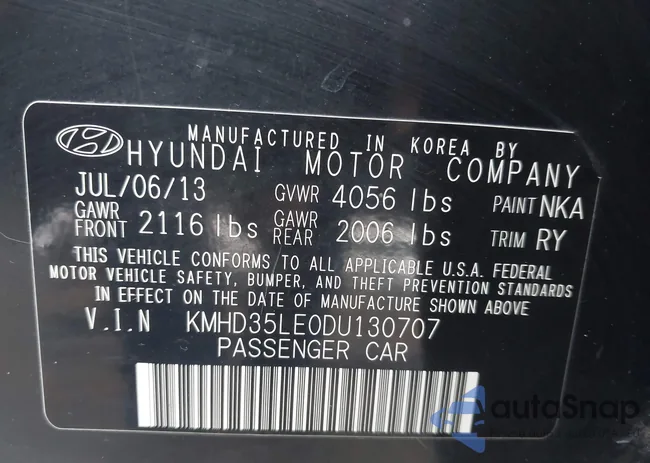 MANUFACTURED IN KOREA BY
HYUNDAI MOTOR COMPANY
JUL/06/13 GVWR 4056 lbs PAINT NKA
GAWR FRONT 2116 lbs GAWR REAR 2006 lbs TRIM RY
THIS VEHICLE CONFORMS TO ALL APPLICABLE U.S.A. FEDERAL
MOTOR VEHICLE SAFETY, BUMPER, AND THEFT PREVENTION STANDARDS
IN EFFECT ON THE DATE OF MANUFACTURE SHOWN ABOVE
V.I.N KMHD35LE0DU130707
PASSENGER CAR
autoSnap